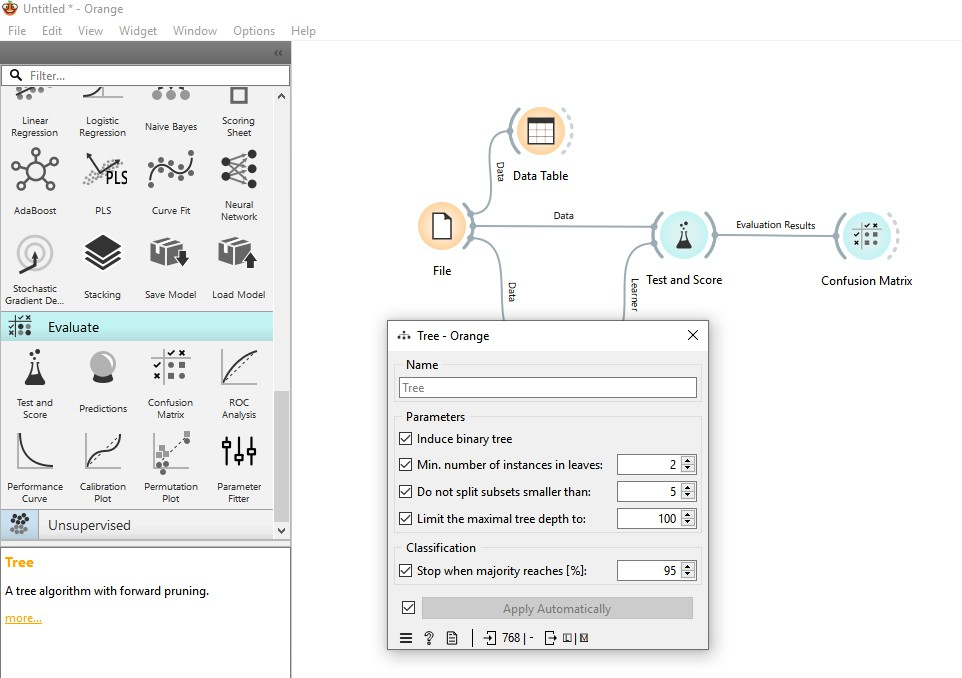 Untitled * - Orange
File Edit View Widget Window Options Help
Filter...
Linear Regression
Logistic Regression
Naive Bayes
Scoring Sheet
AdaBoost
PLS
PLS
Curve Fit
Neural Network
Stochastic Gradient De...
Stacking
Save Model
Load Model
Evaluate
Test and Score
Predictions
Confusion Matrix
ROC Analysis
Performance Curve
Calibration Plot
Permutation Plot
Parameter Fitter
Unsupervised
Tree
A tree algorithm with forward pruning.
more...
Data Table
Data
Data
File
Data
Test and Score
Learner
Evaluation Results
Confusion Matrix
Tree - Orange
Name
Tree
Parameters
Induce binary tree
Min. number of instances in leaves: 2
Do not split subsets smaller than: 5
Limit the maximal tree depth to: 100
Classification
Stop when majority reaches [%]: 95
Apply Automatically
? 768 | - L | M